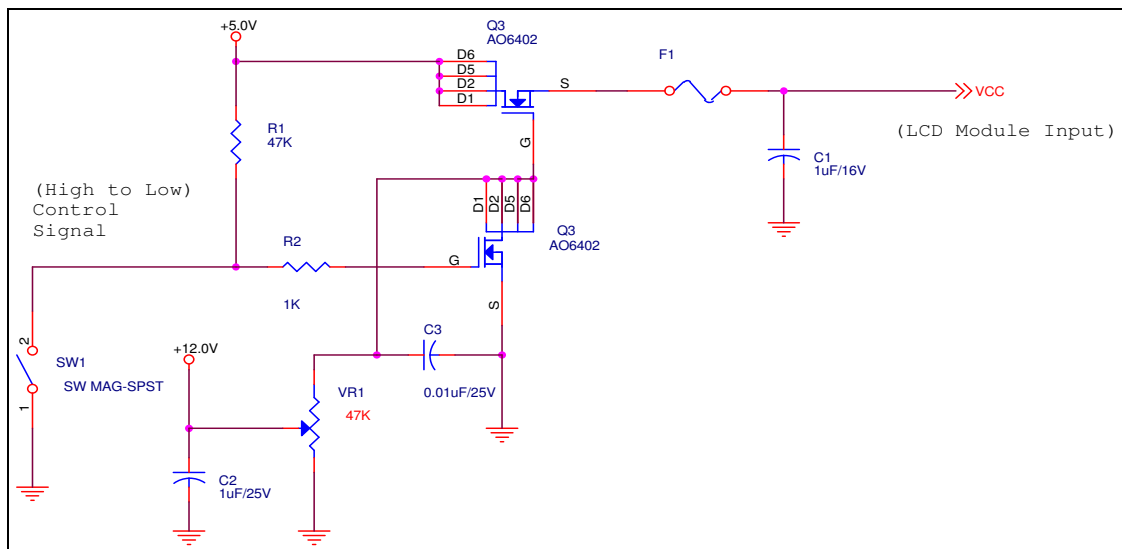 +5.0V
Q3
AO6402
D6
D5
D2
D1
S
G
F1
VCC
(LCD Module Input)
R1
47K
C1
1uF/16V
(High to Low)
Control
Signal
D1
D2
D5
D6
Q3
AO6402
R2
1K
G
S
2
1
SW1
SW MAG-SPST
+12.0V
C3
0.01uF/25V
VR1
47K
C2
1uF/25V